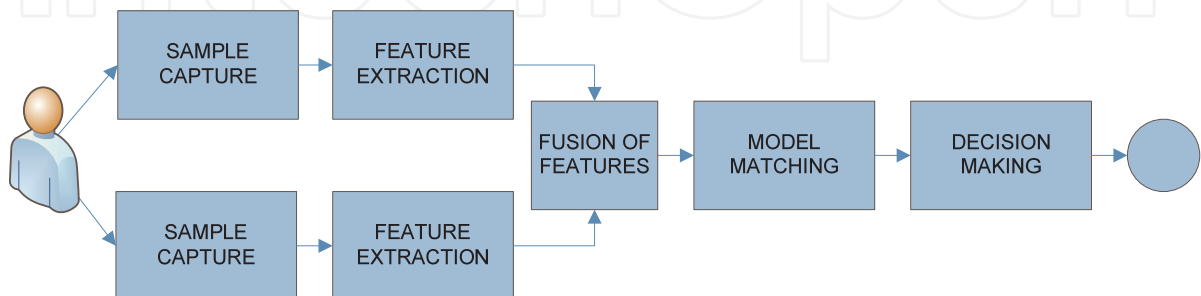 SAMPLE
CAPTURE
FEATURE
EXTRACTION
FUSION OF
FEATURES
MODEL
MATCHING
DECISION
MAKING
SAMPLE
CAPTURE
FEATURE
EXTRACTION